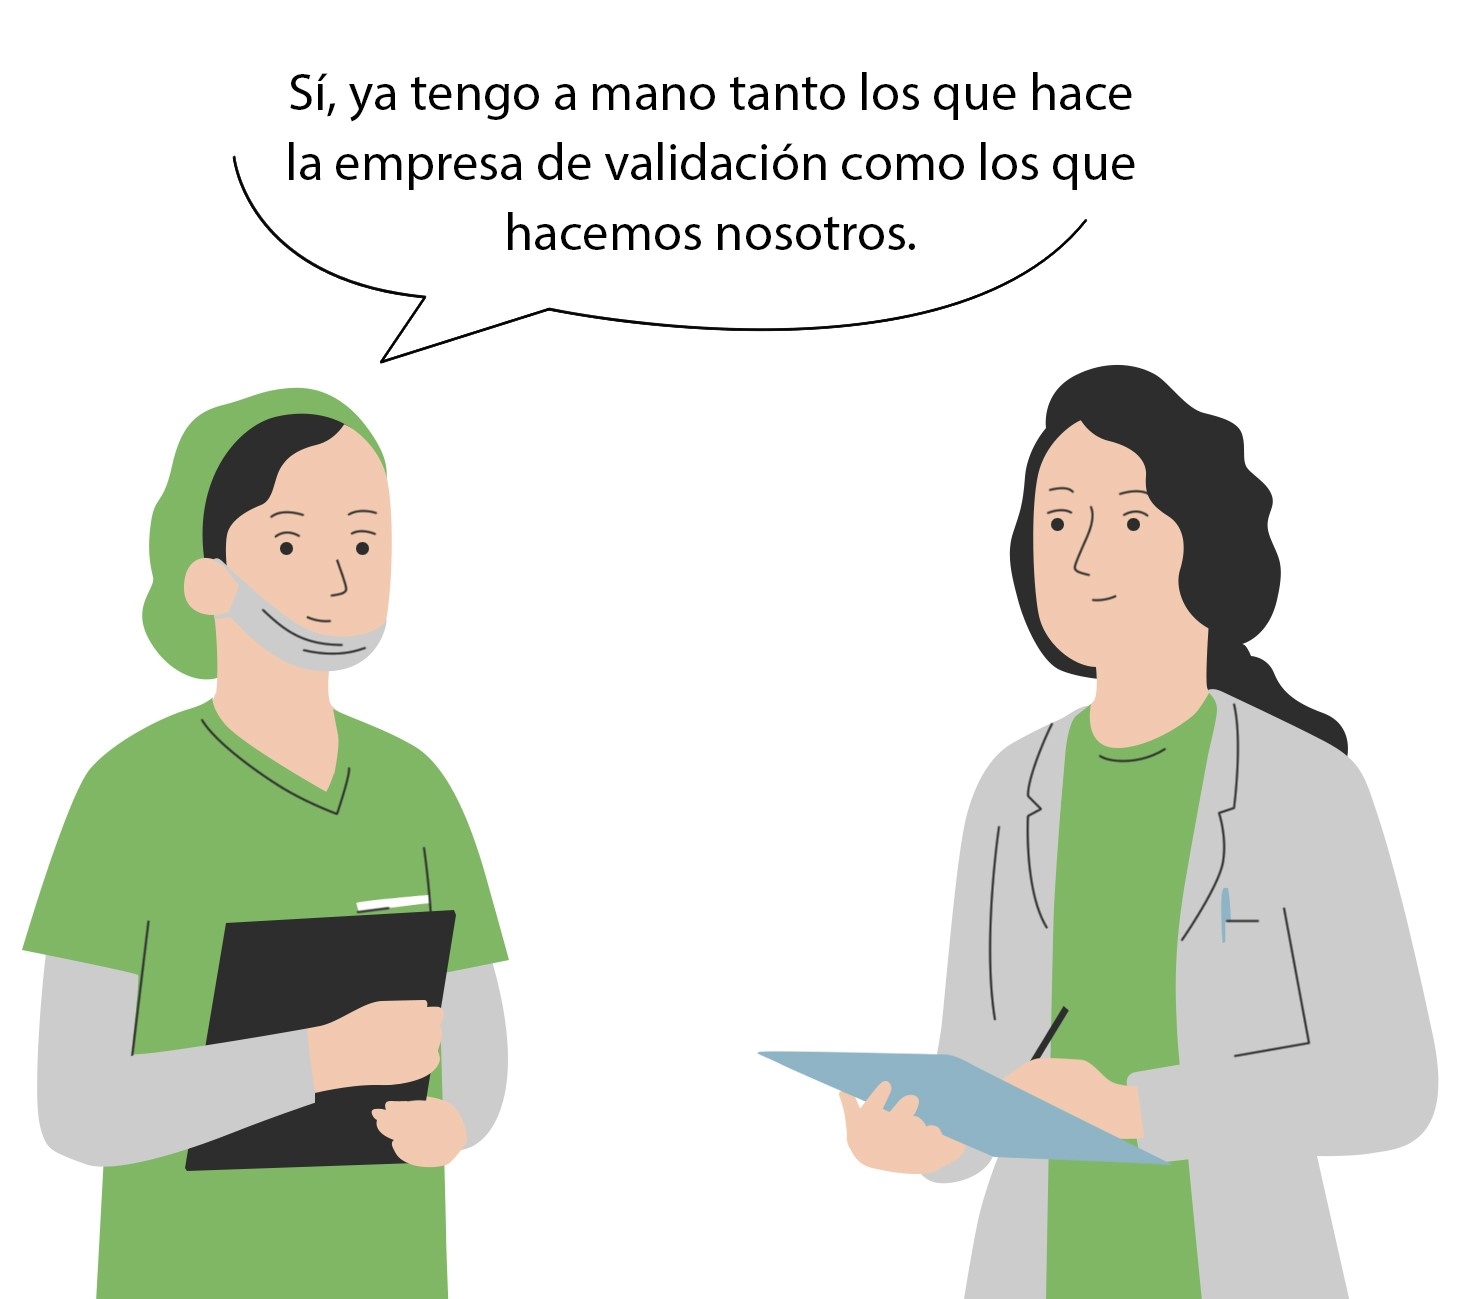 Sí, ya tengo a mano tanto los que hace
la empresa de validación como los que
hacemos nosotros.